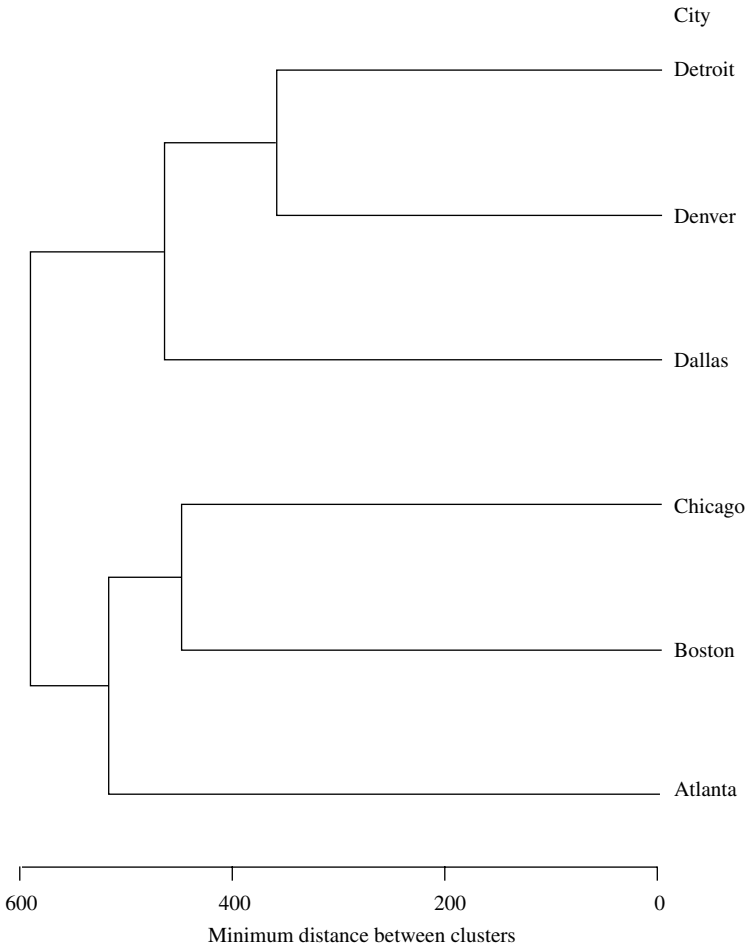 City
Detroit
Denver
Dallas
Chicago
Boston
Atlanta
600 400 200 0
Minimum distance between clusters